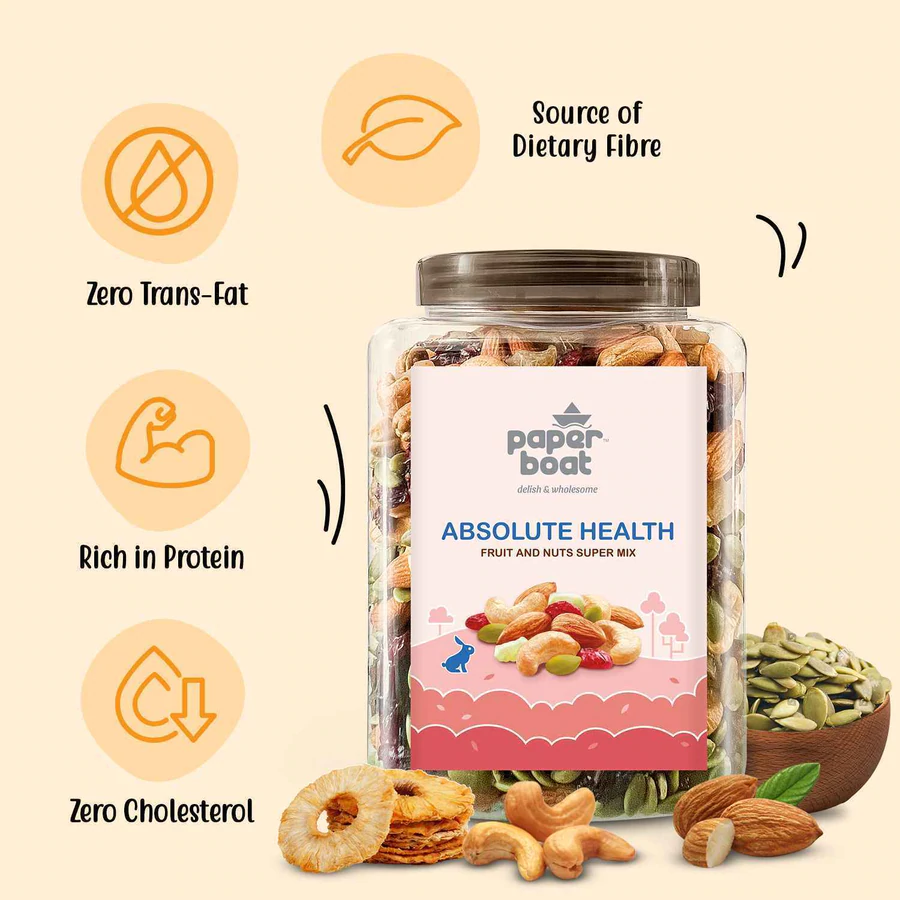 Source of
Dietary Fibre
Zero Trans-Fat
paper
boat™
delish & wholesome
ABSOLUTE HEALTH
FRUIT AND NUTS SUPER MIX
Rich in Protein
Zero Cholesterol